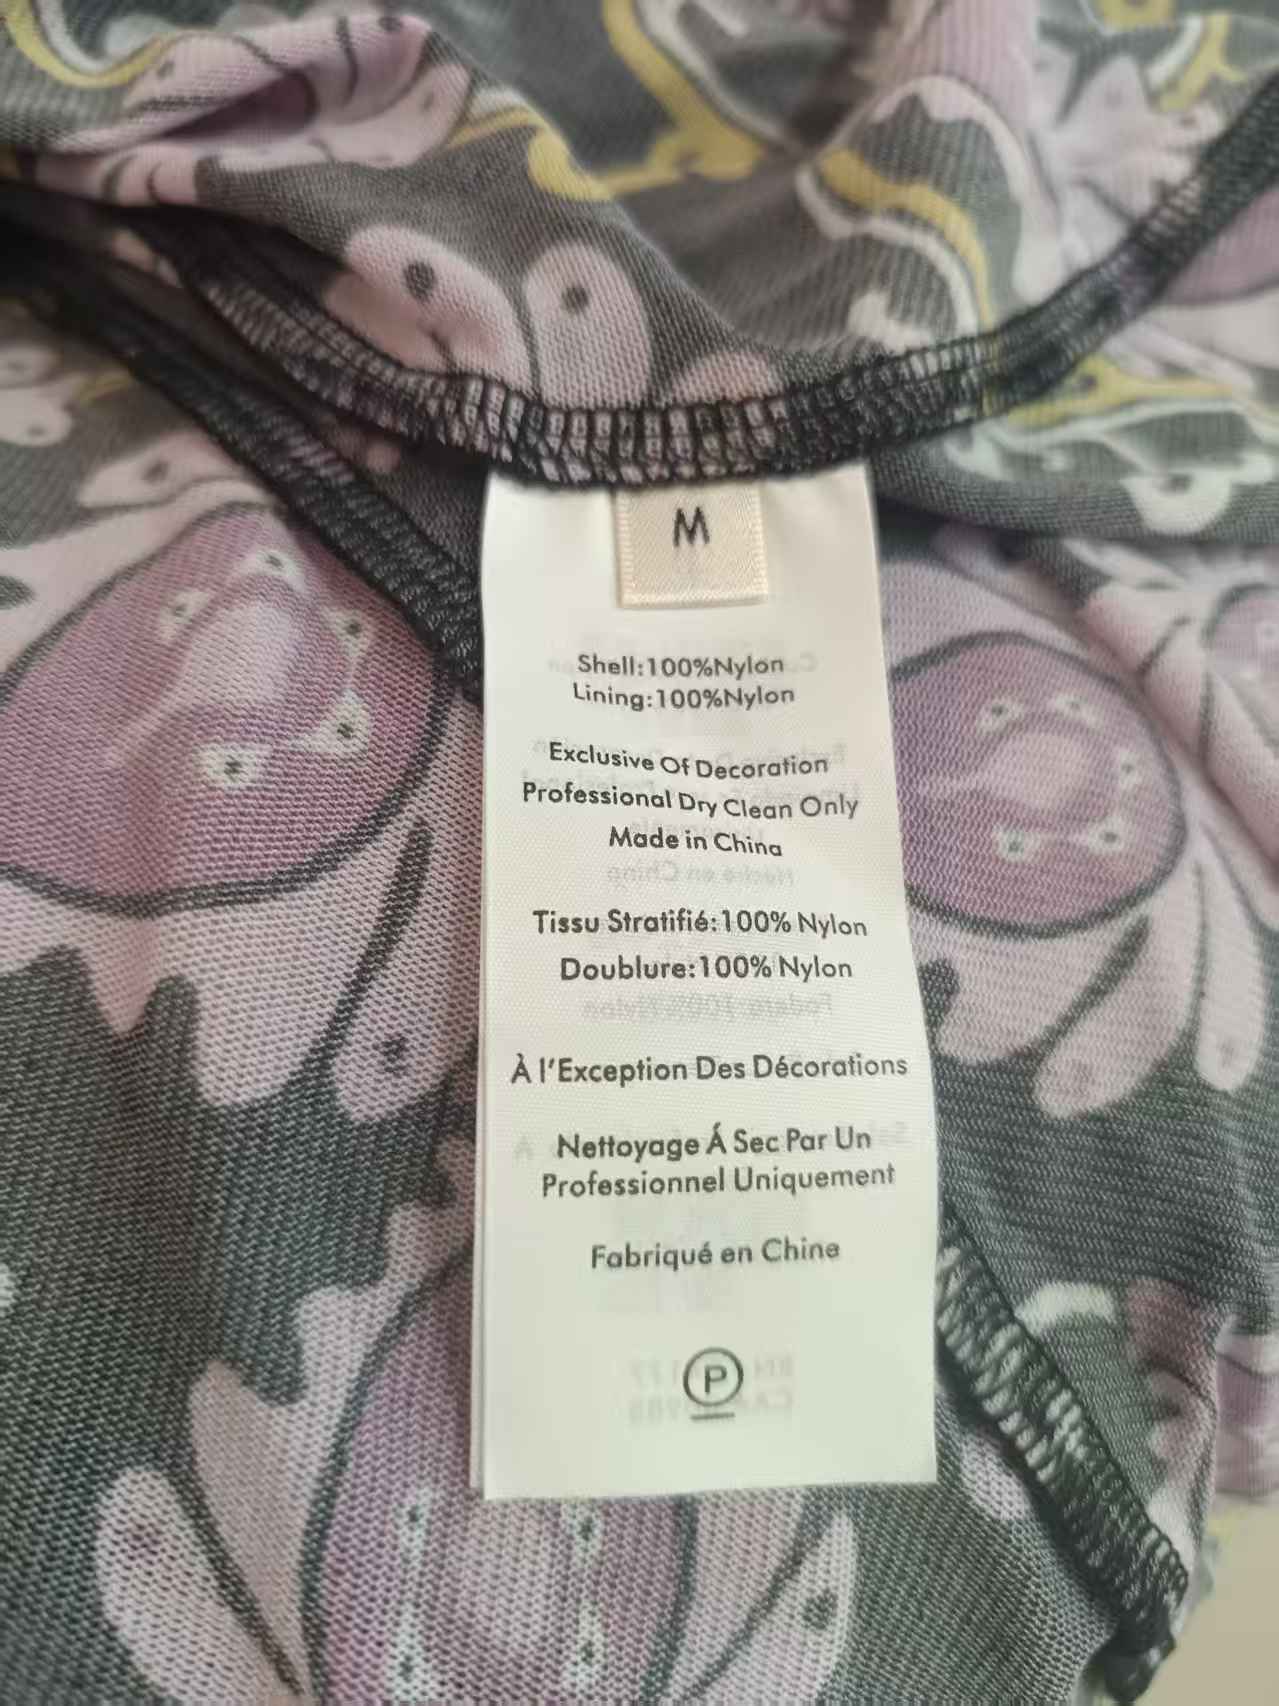 M
Shell:100%Nylon
Lining:100%Nylon
Exclusive Of Decoration
Professional Dry Clean Only
Made in China
Tissu Stratifié:100% Nylon
Doublure:100% Nylon
À l'Exception Des Décorations
Nettoyage Á Sec Par Un
Professionnel Uniquement
Fabriqué en Chine
P